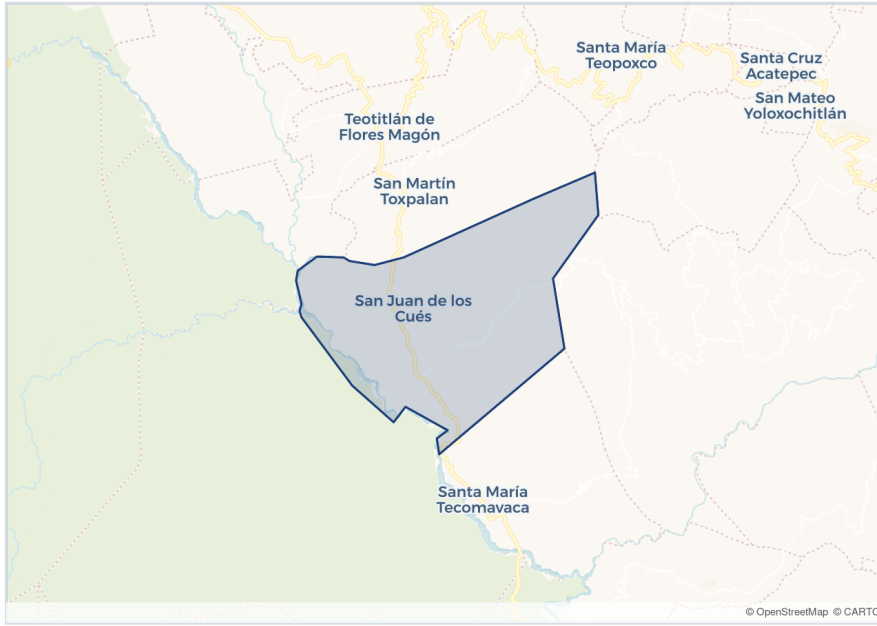 Santa María
Teopoxco
Santa Cruz
Acatepec
San Mateo
Yoloxochitlán
Teotitlán de
Flores Magón
San Martín
Toxpalan
San Juan de los
Cués
Santa María
Tecomavaca
© OpenStreetMap © CARTO